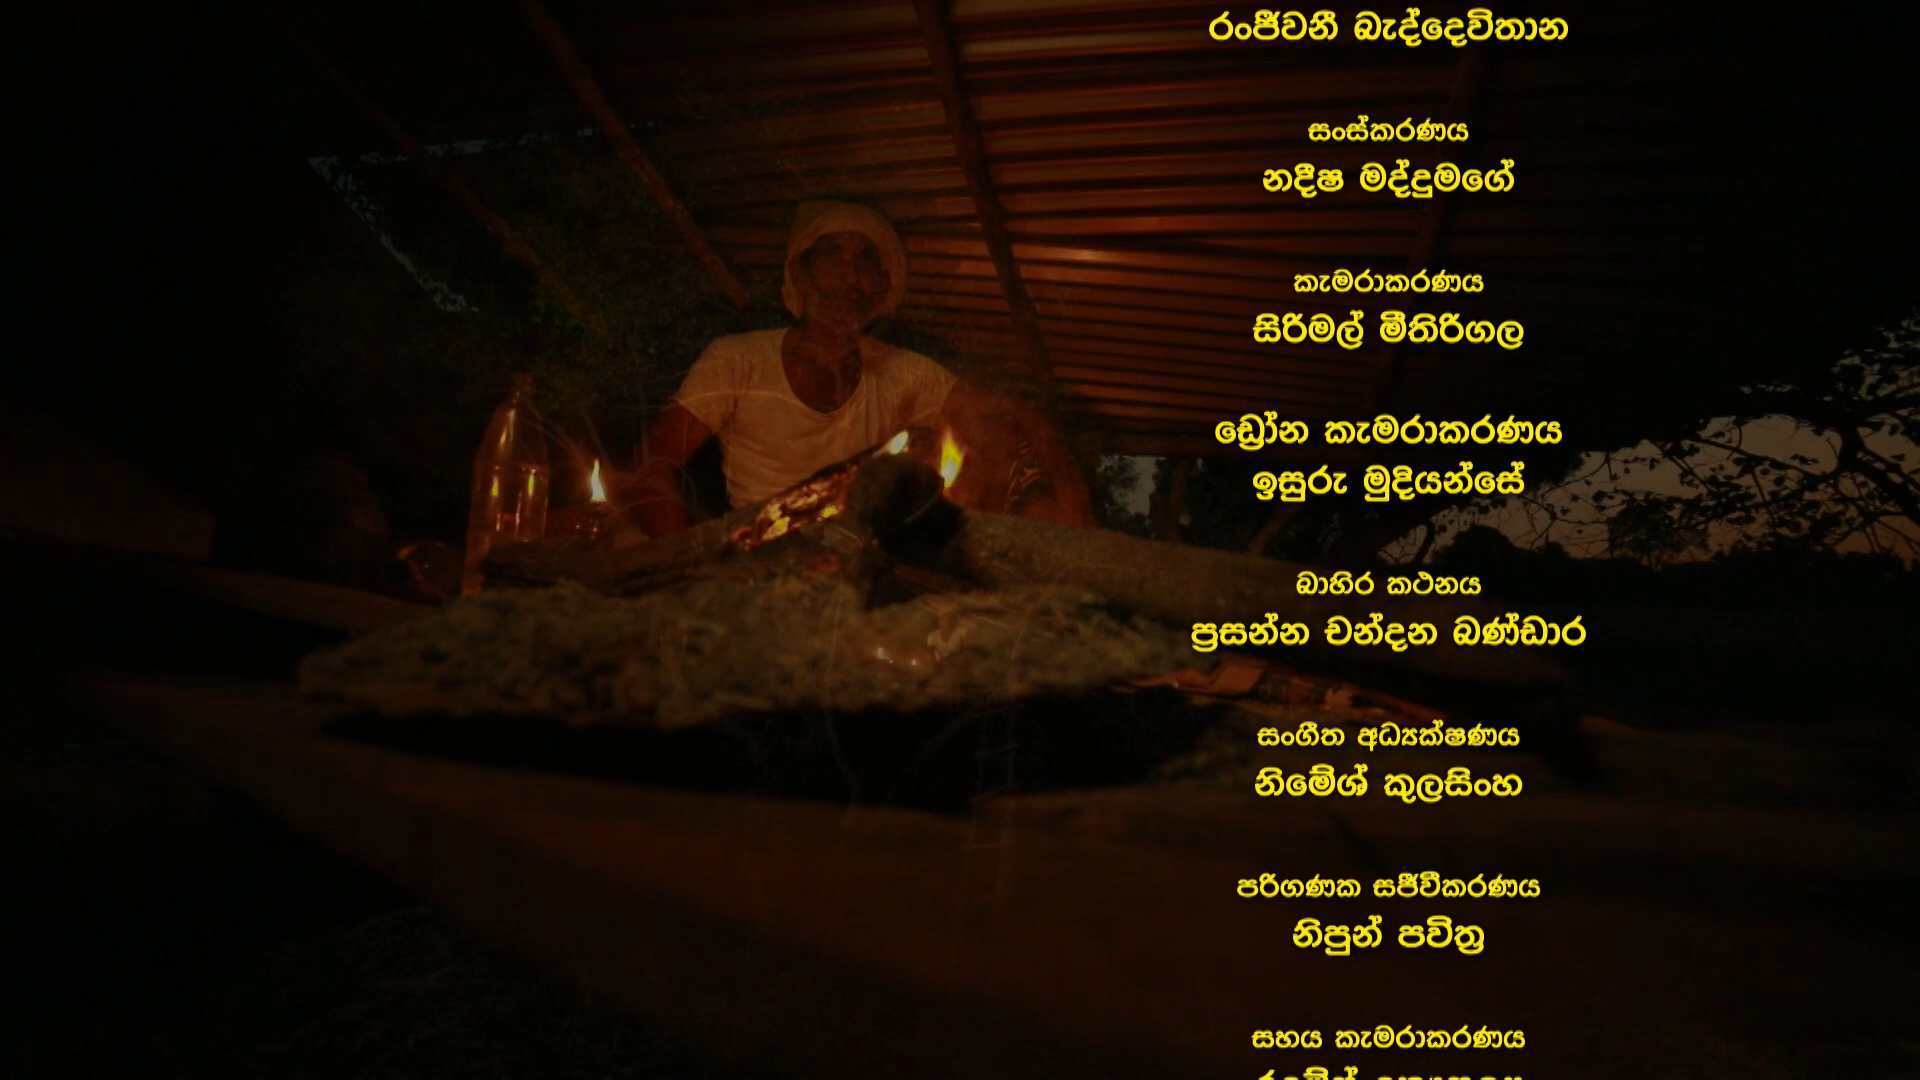 රංජීවනී බැද්දෙවිතාන
සංස්කරණය
නදීෂ මද්දුමගේ
කැමරාකරණය
සිරිමල් මීතිරිගල
ඩ්‍රෝන කැමරාකරණය
ඉසුරු මුදියන්සේ
බාහිර කථනය
ප්‍රසන්න චන්දන බණ්ඩාර
සංගීත අධ්‍යක්ෂණය
නිමේශ් කුලසිංහ
පරිගණක සජීවීකරණය
නිපුන් පවිත්‍ර
සහය කැමරාකරණය